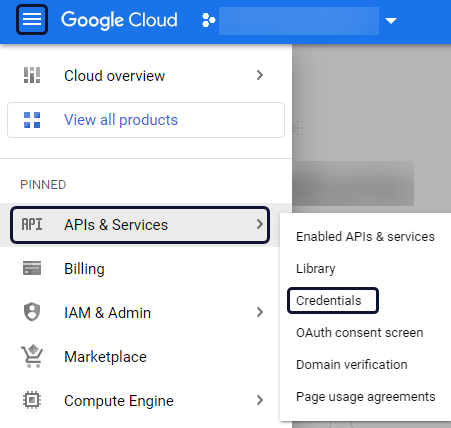 Google Cloud
Cloud overview
View all products
PINNED
API APIs & Services
Enabled APIs & services
Billing
Library
Credentials
IAM & Admin
OAuth consent screen
Marketplace
Domain verification
Compute Engine
Page usage agreements